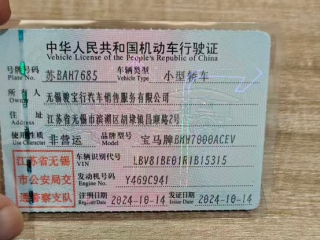 中华人民共和国机动车行驶证
Vehicle License of the People's Republic of China
号牌号码 Plate No. 苏BAH7685 车辆类型 Vehicle Type 小型轿车
所有人 Owner 无锡骏宝行汽车销售服务有限公司
住址 Address 江苏省无锡市滨湖区胡埭镇昌塘路2号
使用性质 Use Character 非营运 品牌型号 Model 宝马牌BMW7000ACEV
江苏省无锡
市公安局交
通警察支队
车辆识别代号 VIN LBV81BE01R1B15315
发动机号码 Engine No. Y469C941
注册日期 Register Date 2024-10-14 发证日期 Issue Date 2024-10-14